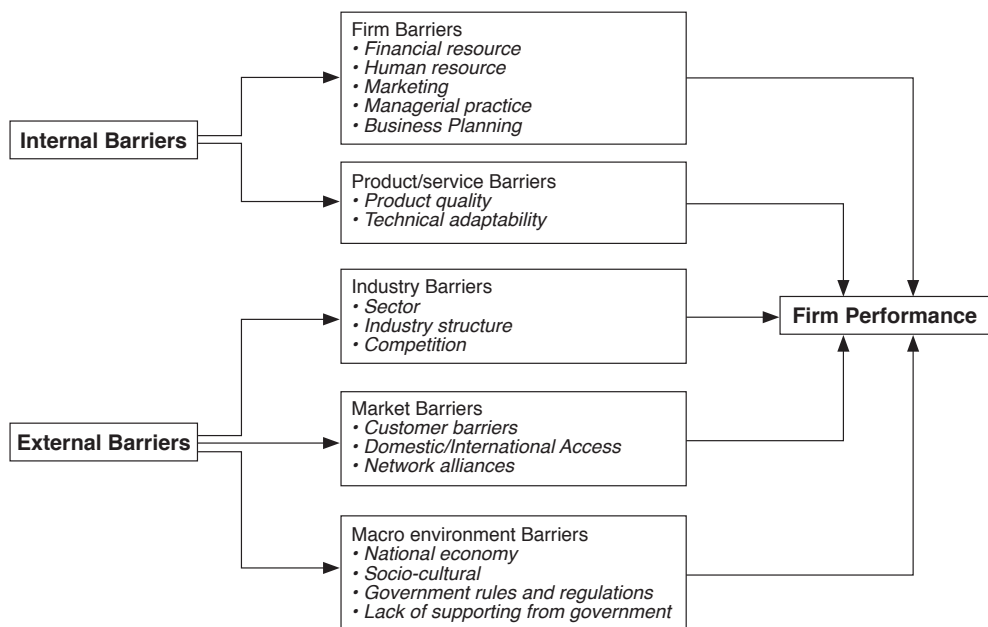 Firm Barriers
• Financial resource
• Human resource
• Marketing
• Managerial practice
• Business Planning
Internal Barriers
Product/service Barriers
• Product quality
• Technical adaptability
Industry Barriers
• Sector
• Industry structure
• Competition
Firm Performance
Market Barriers
• Customer barriers
• Domestic/International Access
• Network alliances
External Barriers
Macro environment Barriers
• National economy
• Socio-cultural
• Government rules and regulations
• Lack of supporting from government